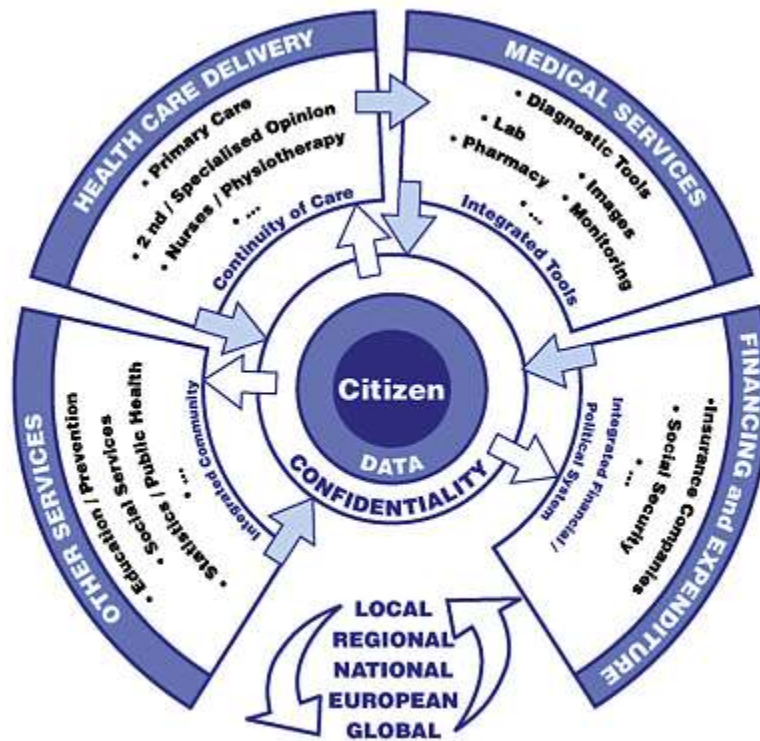 HEALTH CARE DELIVERY
• Primary Care
• 2 nd / Specialised Opinion
• Nurses / Physiotherapy
• ...
Continuity of Care
MEDICAL SERVICES
• Diagnostic Tools
• Lab
• Images
• Pharmacy
• Monitoring
• ...
Integrated Tools
OTHER SERVICES
• Education / Prevention
• Social Services
• Statistics / Public Health
• ...
Integrated Community
Citizen
DATA
CONFIDENTIALITY
FINANCING and EXPENDITURE
• Insurance Companies
• Social Security
• ...
Integrated Financial /
Political System
LOCAL
REGIONAL
NATIONAL
EUROPEAN
GLOBAL